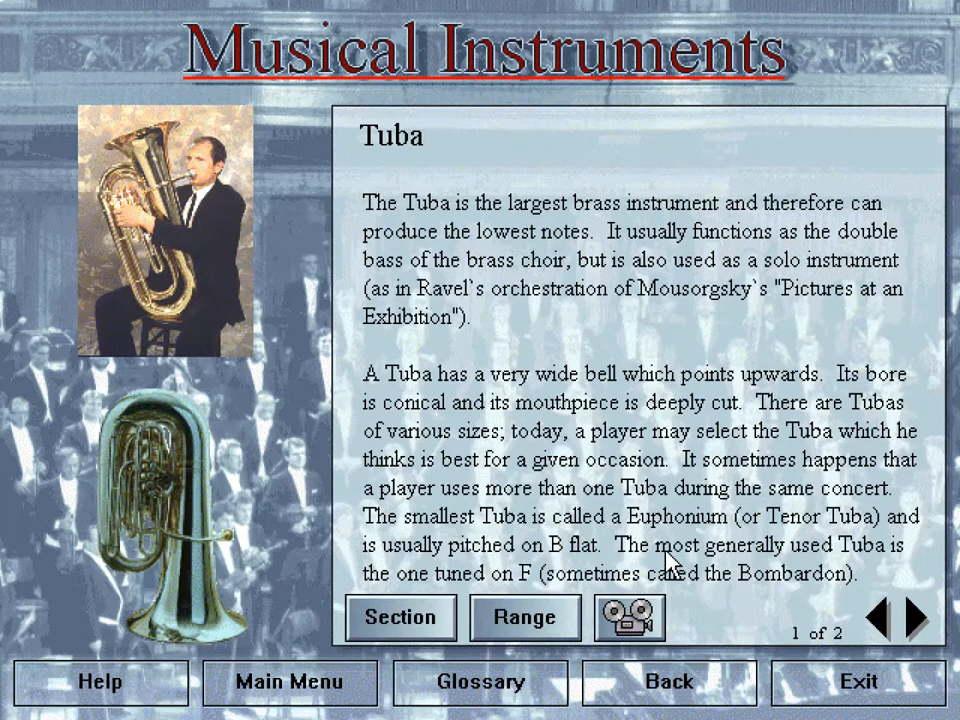 Musical Instruments
Tuba
The Tuba is the largest brass instrument and therefore can
produce the lowest notes.  It usually functions as the double
bass of the brass choir, but is also used as a solo instrument
(as in Ravel`s orchestration of Mousorgsky`s "Pictures at an
Exhibition").
A Tuba has a very wide bell which points upwards.  Its bore
is conical and its mouthpiece is deeply cut.  There are Tubas
of various sizes; today, a player may select the Tuba which he
thinks is best for a given occasion.  It sometimes happens that
a player uses more than one Tuba during the same concert.
The smallest Tuba is called a Euphonium (or Tenor Tuba) and
is usually pitched on B flat.  The most generally used Tuba is
the one tuned on F (sometimes called the Bombardon).
Section
Range
1 of 2
Help
Main Menu
Glossary
Back
Exit